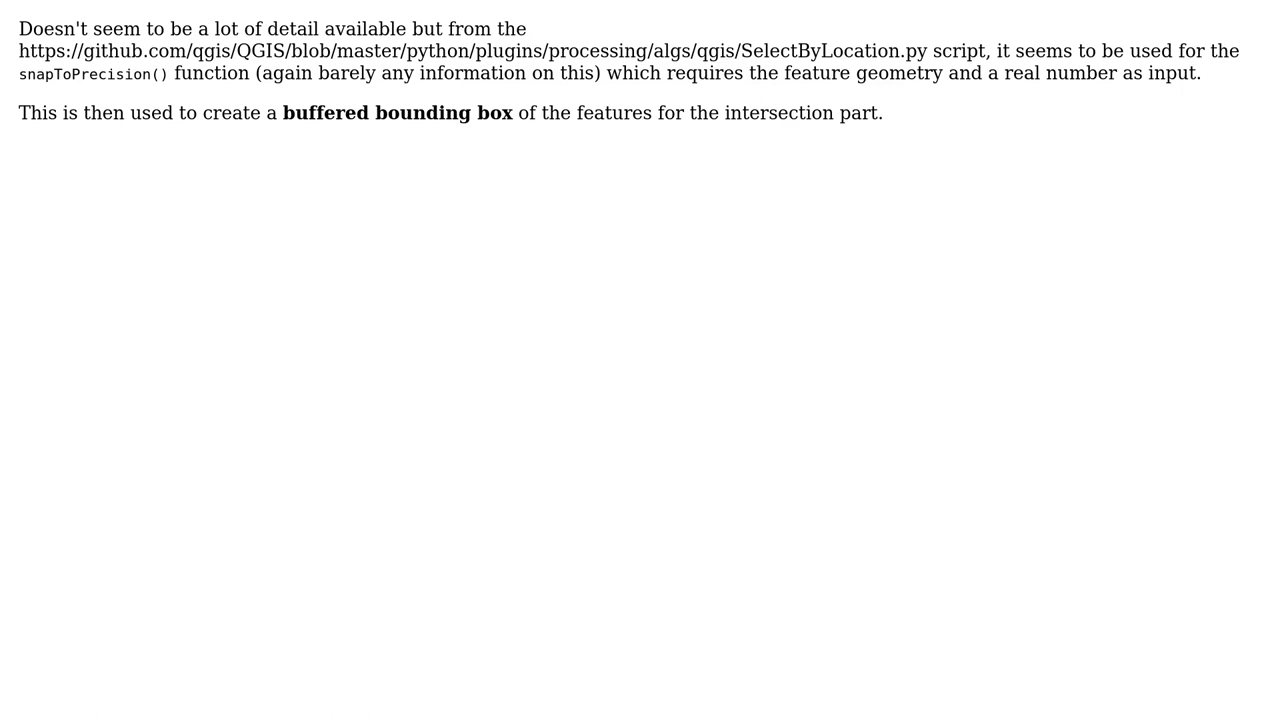 Doesn't seem to be a lot of detail available but from the
https://github.com/qgis/QGIS/blob/master/python/plugins/processing/algs/qgis/SelectByLocation.py script, it seems to be used for the
snapToPrecision() function (again barely any information on this) which requires the feature geometry and a real number as input.
This is then used to create a buffered bounding box of the features for the intersection part.